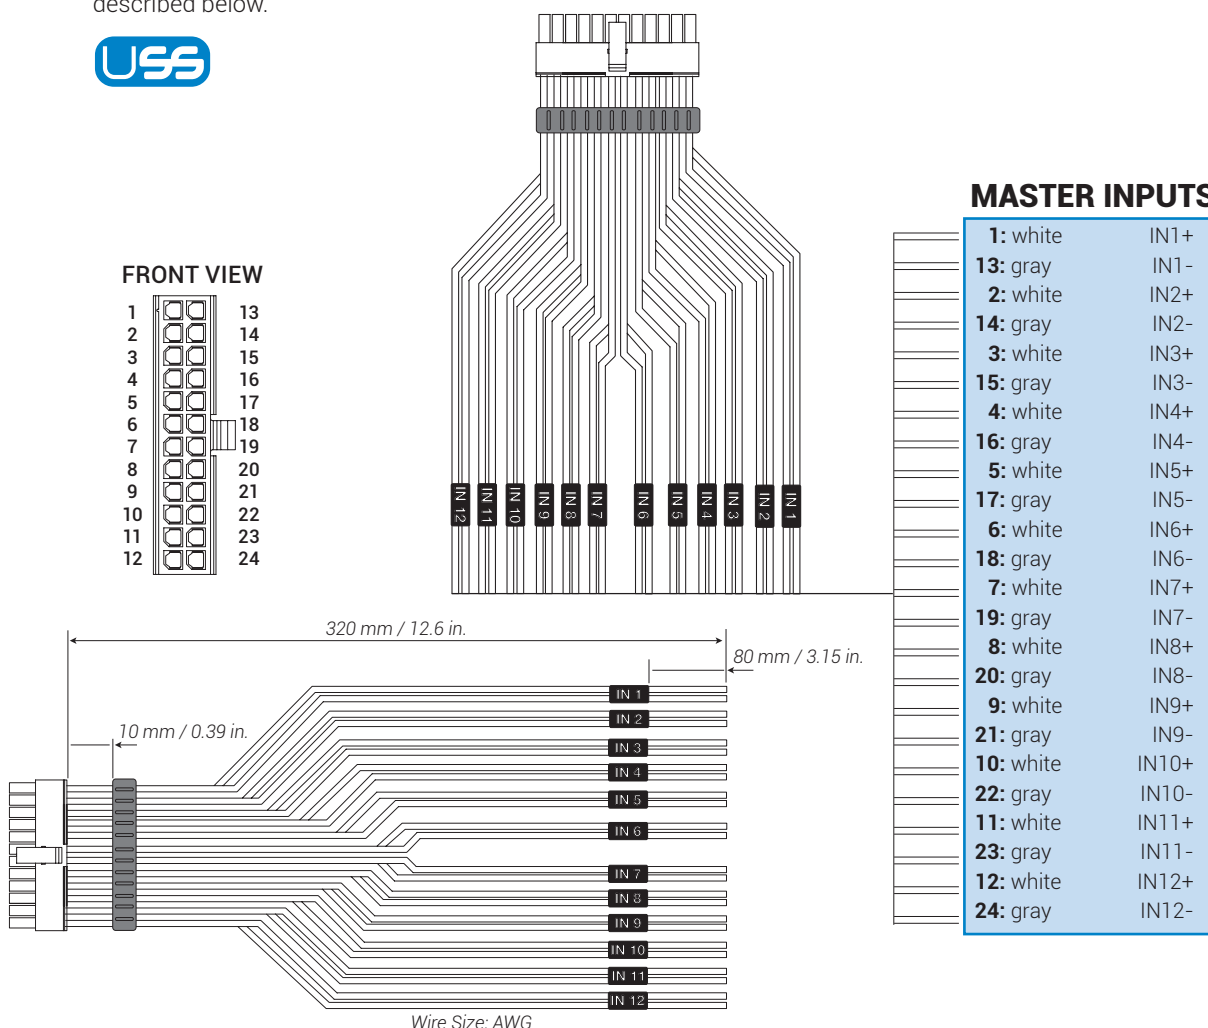 described below.
USS
MASTER INPUTS
1: white IN1+
13: gray IN1-
2: white IN2+
14: gray IN2-
3: white IN3+
15: gray IN3-
4: white IN4+
16: gray IN4-
5: white IN5+
17: gray IN5-
6: white IN6+
18: gray IN6-
7: white IN7+
19: gray IN7-
8: white IN8+
20: gray IN8-
9: white IN9+
21: gray IN9-
10: white IN10+
22: gray IN10-
11: white IN11+
23: gray IN11-
12: white IN12+
24: gray IN12-
FRONT VIEW
1 13
2 14
3 15
4 16
5 17
6 18
7 19
8 20
9 21
10 22
11 23
12 24
IN 12
IN 11
IN 10
IN 9
IN 8
IN 7
IN 6
IN 5
IN 4
IN 3
IN 2
IN 1
320 mm / 12.6 in.
80 mm / 3.15 in.
10 mm / 0.39 in.
IN 1
IN 2
IN 3
IN 4
IN 5
IN 6
IN 7
IN 8
IN 9
IN 10
IN 11
IN 12
Wire Size: AWG